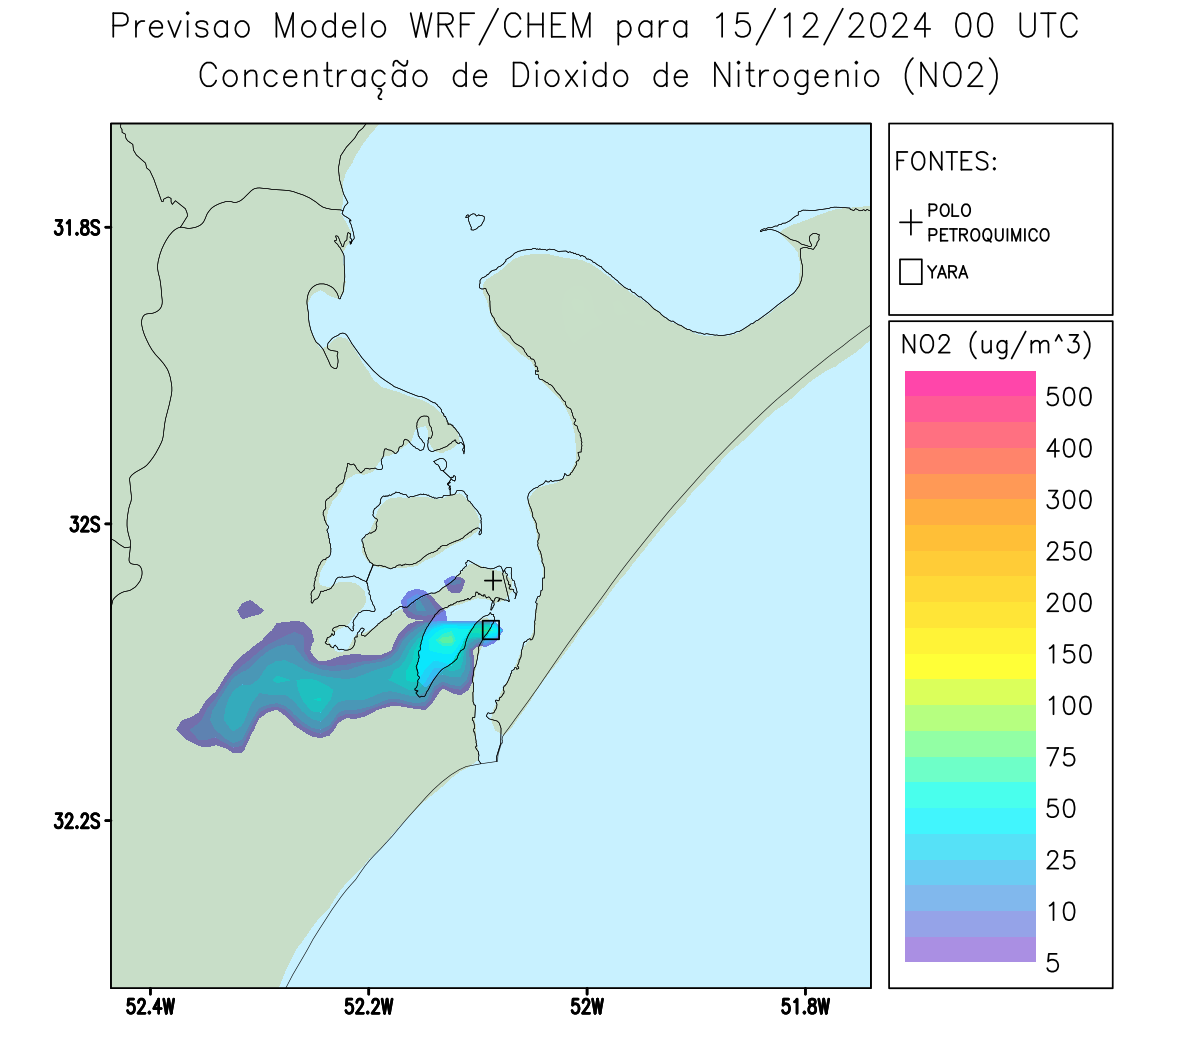 Previsao Modelo WRF/CHEM para 15/12/2024 00 UTC
Concentração de Dioxido de Nitrogenio (NO2)
FONTES:
POLO
PETROQUIMICO
YARA
NO2 (ug/m^3)
500
400
300
250
200
150
100
75
50
25
10
5
31.8S
32S
32.2S
52.4W
52.2W
52W
51.8W